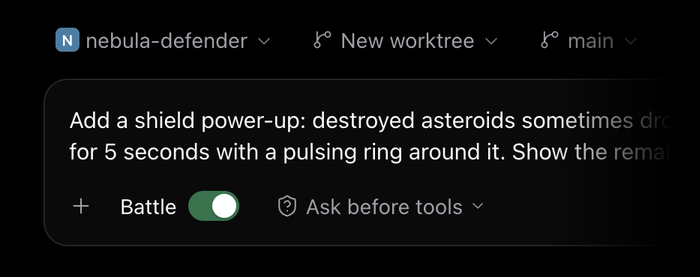 N nebula-defender New worktree main
Add a shield power-up: destroyed asteroids sometimes
for 5 seconds with a pulsing ring around it. Show the
Battle Ask before tools